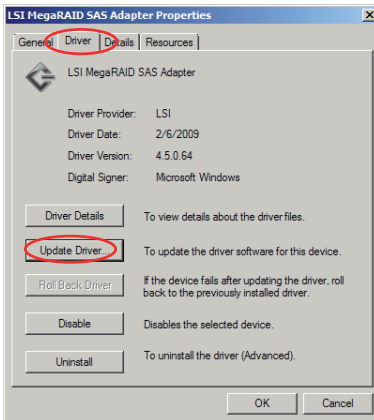 LSI MegaRAID SAS Adapter Properties
General Driver Details Resources
LSI MegaRAID SAS Adapter
Driver Provider: LSI
Driver Date: 2/6/2009
Driver Version: 4.5.0.64
Digital Signer: Microsoft Windows
Driver Details To view details about the driver files.
Update Driver... To update the driver software for this device.
Roll Back Driver If the device fails after updating the driver, roll
back to the previously installed driver.
Disable Disables the selected device.
Uninstall To uninstall the driver (Advanced).
OK Cancel